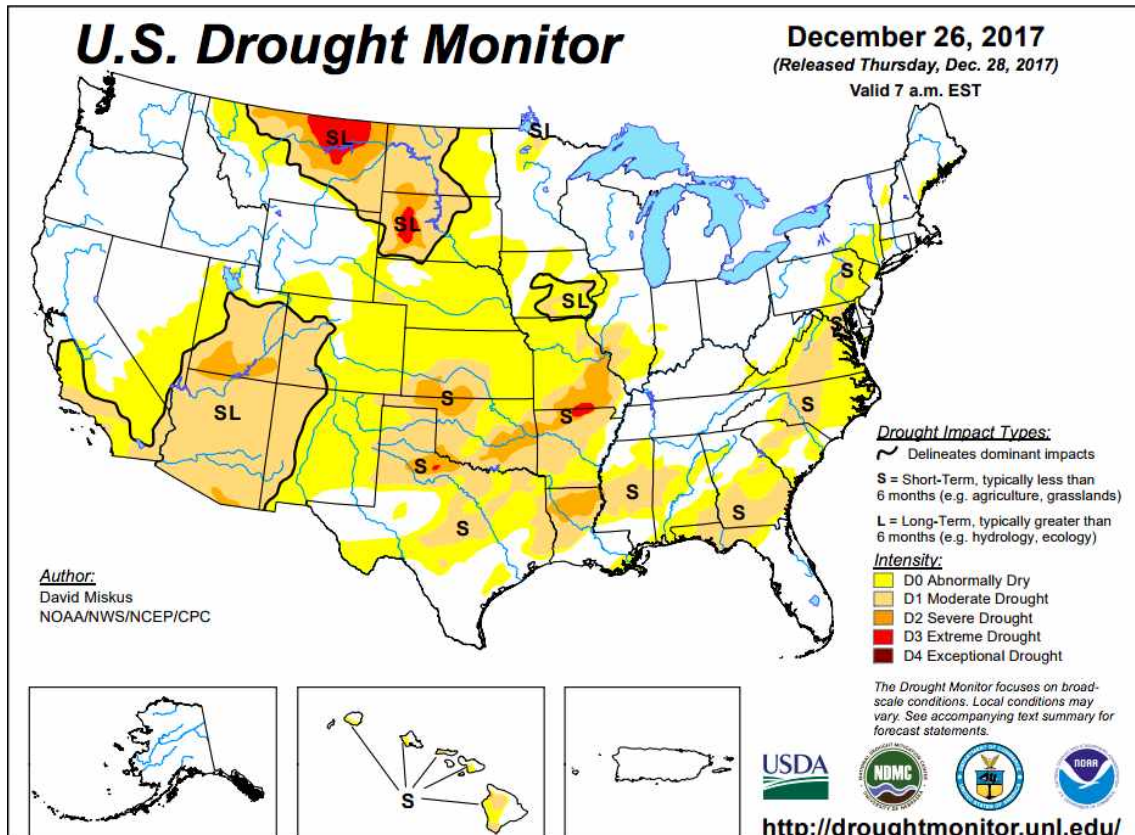 U.S. Drought Monitor
December 26, 2017
(Released Thursday, Dec. 28, 2017)
Valid 7 a.m. EST
SL
SL
SL
SL
S
S
S
S
S
S
S
S
S
S
Author:
David Miskus
NOAA/NWS/NCEP/CPC
Drought Impact Types:
Delineates dominant impacts
S = Short-Term, typically less than
6 months (e.g. agriculture, grasslands)
L = Long-Term, typically greater than
6 months (e.g. hydrology, ecology)
Intensity:
D0 Abnormally Dry
D1 Moderate Drought
D2 Severe Drought
D3 Extreme Drought
D4 Exceptional Drought
The Drought Monitor focuses on broad-
scale conditions. Local conditions may
vary. See accompanying text summary for
forecast statements.
USDA
NDMC
NOAA
http://droughtmonitor.unl.edu/